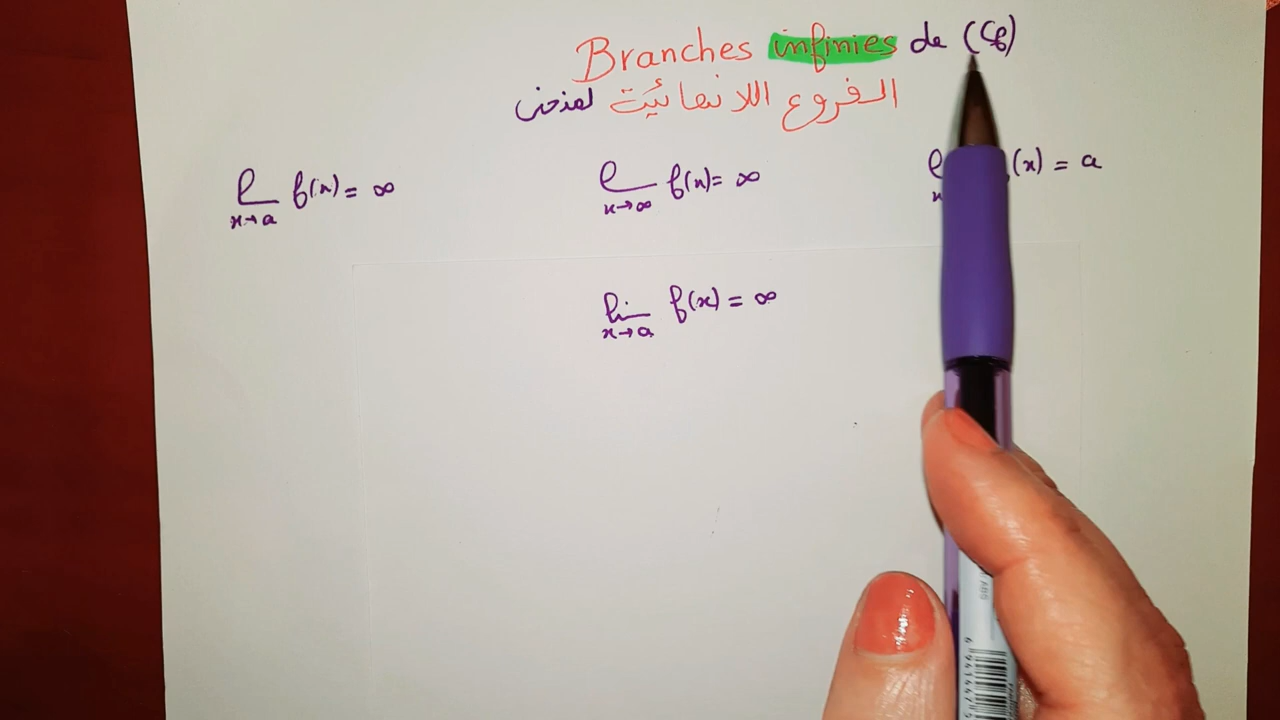 Branches infinies de (Cf)
الفروع اللانهائية لمنحنى
lim x→a f(x) = ∞
lim x→∞ f(x) = ∞
(x) = a
lim x→a f(x) = ∞